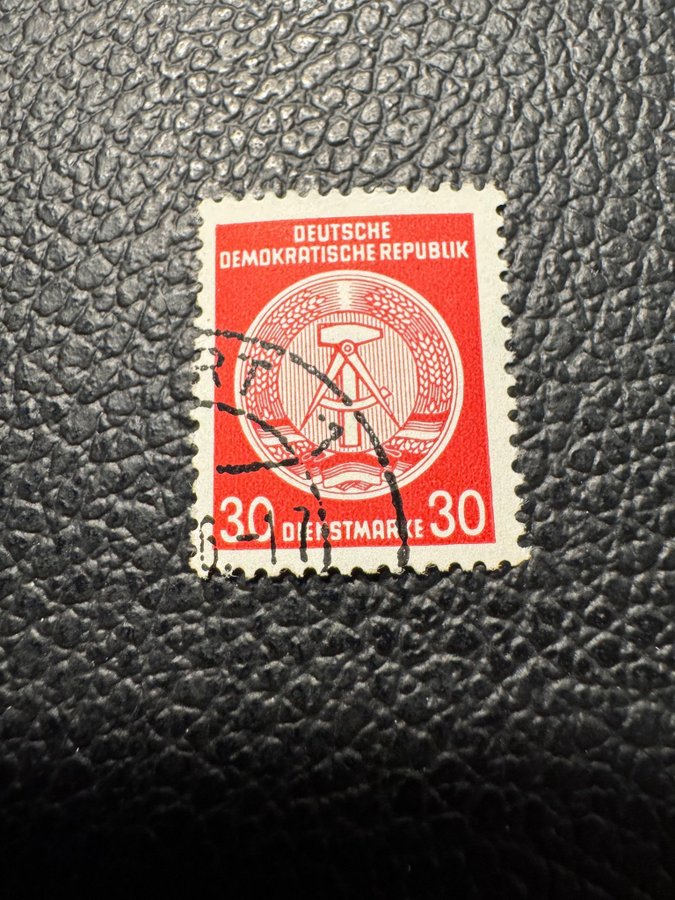 DEUTSCHE
DEMOKRATISCHE REPUBLIK
30 DIENSTMARKE 30